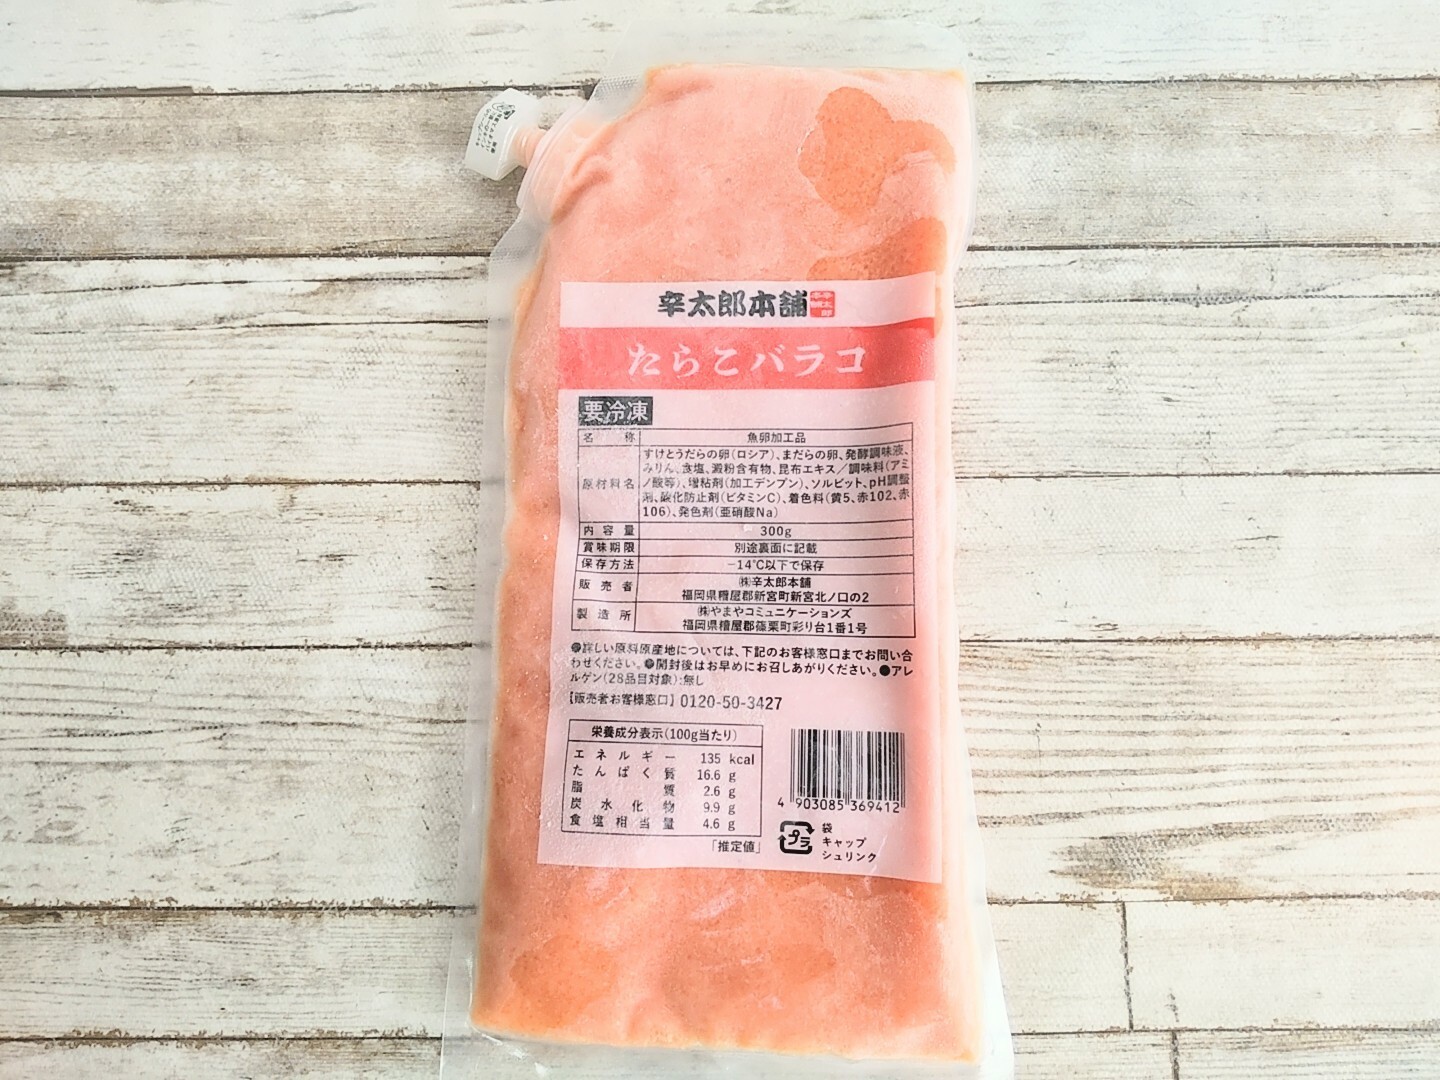 辛太郎本舗
たらこバラコ
要冷凍
名称 魚卵加工品
原材料名 すけとうだらの卵(ロシア)、まだらの卵、発酵調味液、
みりん、食塩、澱粉含有物、昆布エキス/調味料(アミ
ノ酸等)、増粘剤(加工デンプン)、ソルビット、pH調整
剤、酸化防止剤(ビタミンC)、着色料(黄5、赤102、赤
106)、発色剤(亜硝酸Na)
内容量 300g
賞味期限 別途裏面に記載
保存方法 -14℃以下で保存
販売者 ㈱辛太郎本舗
福岡県糟屋郡新宮町新宮北ノ口の2
製造所 ㈱やまやコミュニケーションズ
福岡県糟屋郡篠栗町彩り台1番1号
●詳しい原料原産地については、下記のお客様窓口までお問い合
わせください。●開封後はお早めにお召しあがりください。●アレ
ルゲン(28品目対象):無し
【販売者お客様窓口】0120-50-3427
栄養成分表示(100g当たり)
エネルギー 135 kcal
たんぱく質 16.6 g
脂質 2.6 g
炭水化物 9.9 g
食塩相当量 4.6 g
「推定値」
4 903085 369412
プラ
袋
キャップ
シュリンク